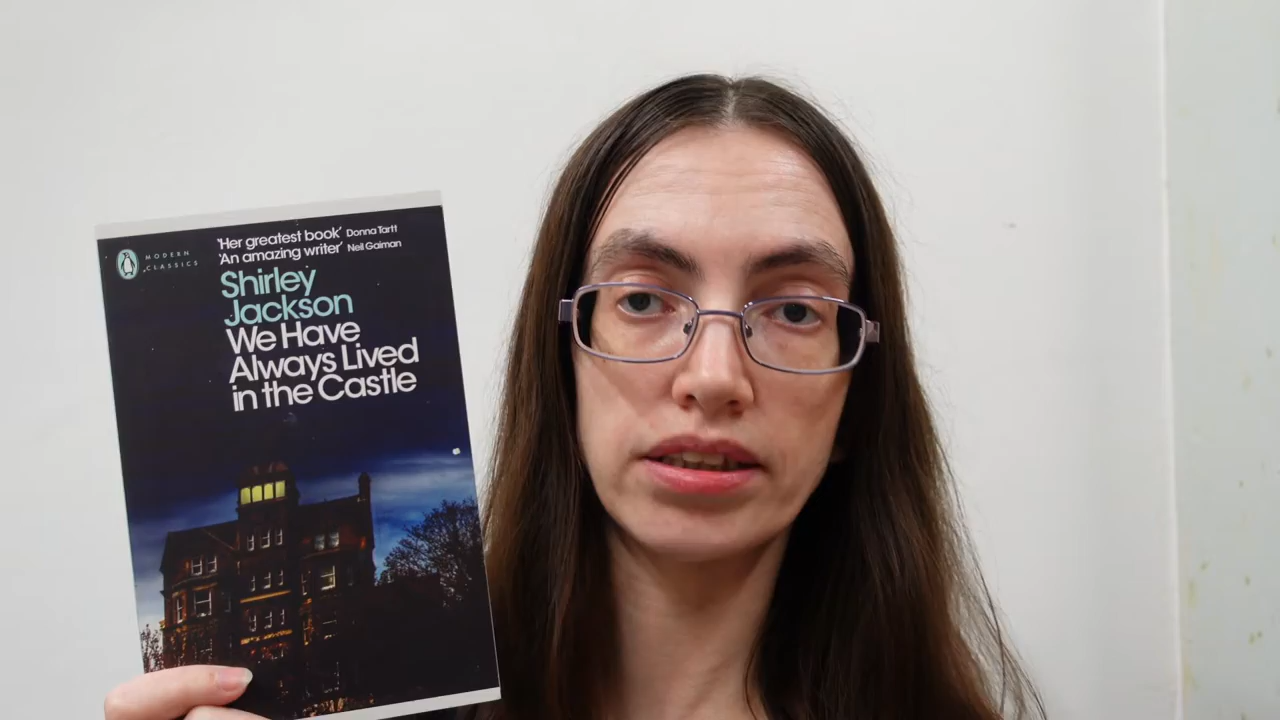 MODERN
CLASSICS
'Her greatest book' Donna Tartt
'An amazing writer' Neil Gaiman
Shirley
Jackson
We Have
Always Lived
in the Castle